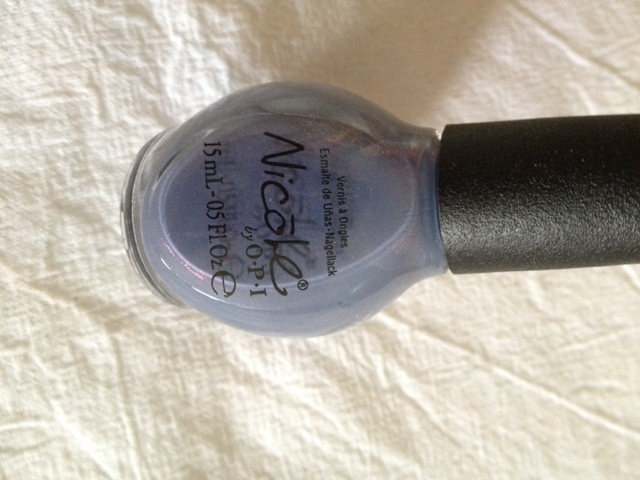 Vernis à Ongles
Esmalte de Uñas-Nagellack
Nicole®
by O·P·I
15 mL - 0.5 Fl. Oz. e